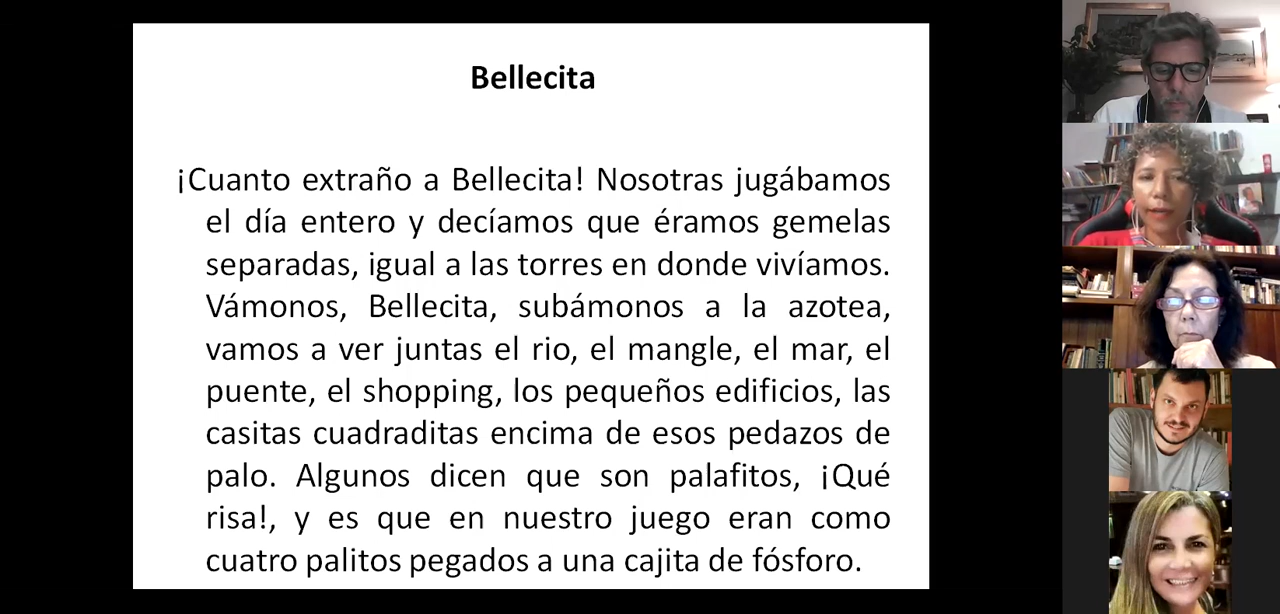 Bellecita
¡Cuanto extraño a Bellecita! Nosotras jugábamos
el día entero y decíamos que éramos gemelas
separadas, igual a las torres en donde vivíamos.
Vámonos, Bellecita, subámonos a la azotea,
vamos a ver juntas el rio, el mangle, el mar, el
puente, el shopping, los pequeños edificios, las
casitas cuadraditas encima de esos pedazos de
palo. Algunos dicen que son palafitos, ¡Qué
risa!, y es que en nuestro juego eran como
cuatro palitos pegados a una cajita de fósforo.